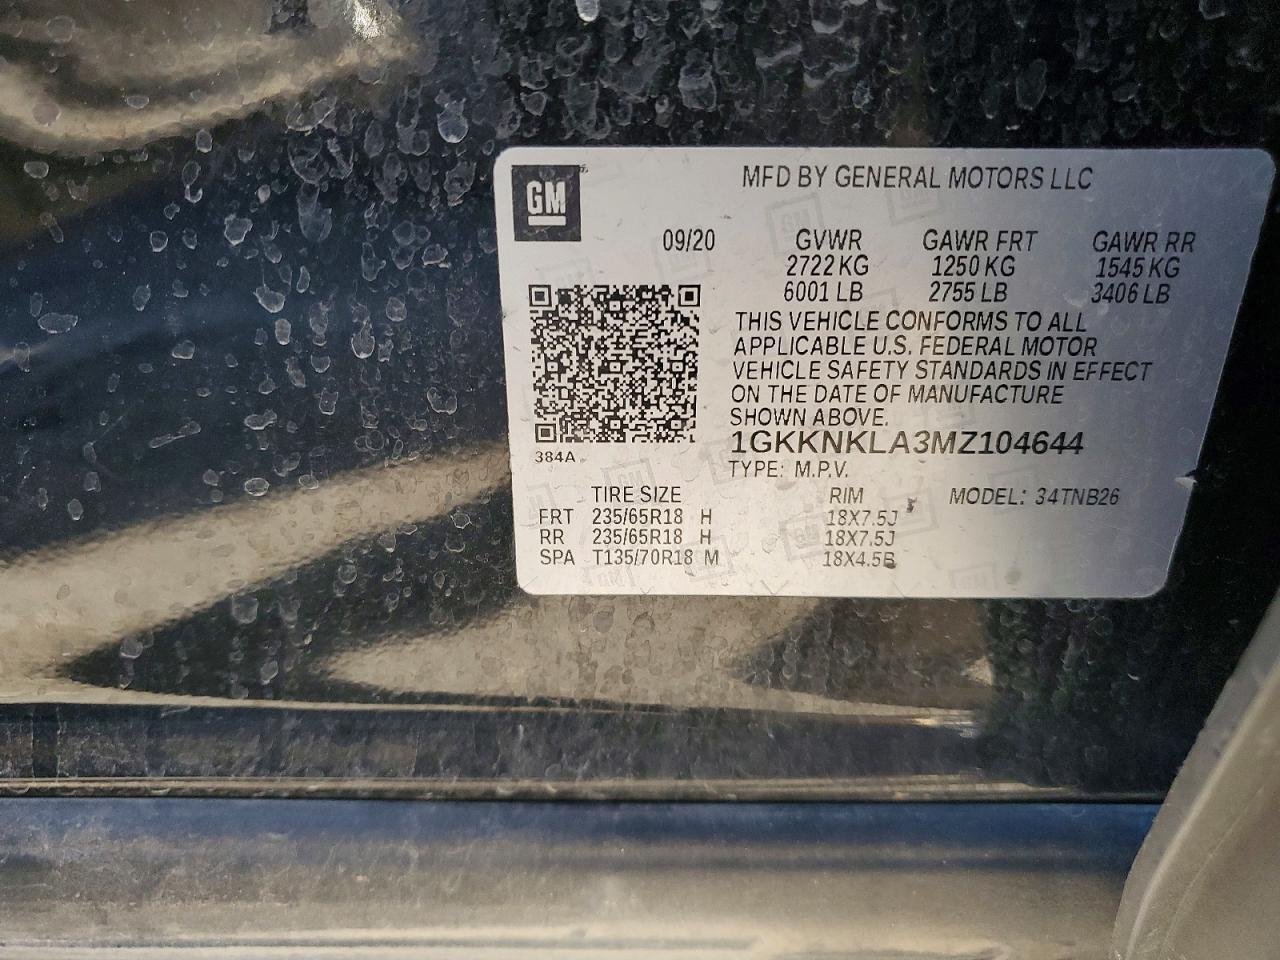 GM
MFD BY GENERAL MOTORS LLC
09/20 GVWR GAWR FRT GAWR RR
2722 KG 1250 KG 1545 KG
6001 LB 2755 LB 3406 LB
THIS VEHICLE CONFORMS TO ALL
APPLICABLE U.S. FEDERAL MOTOR
VEHICLE SAFETY STANDARDS IN EFFECT
ON THE DATE OF MANUFACTURE
SHOWN ABOVE.
1GKKNKLA3MZ104644
384A
TYPE: M.P.V.
TIRE SIZE RIM MODEL: 34TNB26
FRT 235/65R18 H 18X7.5J
RR 235/65R18 H 18X7.5J
SPA T135/70R18 M 18X4.5B